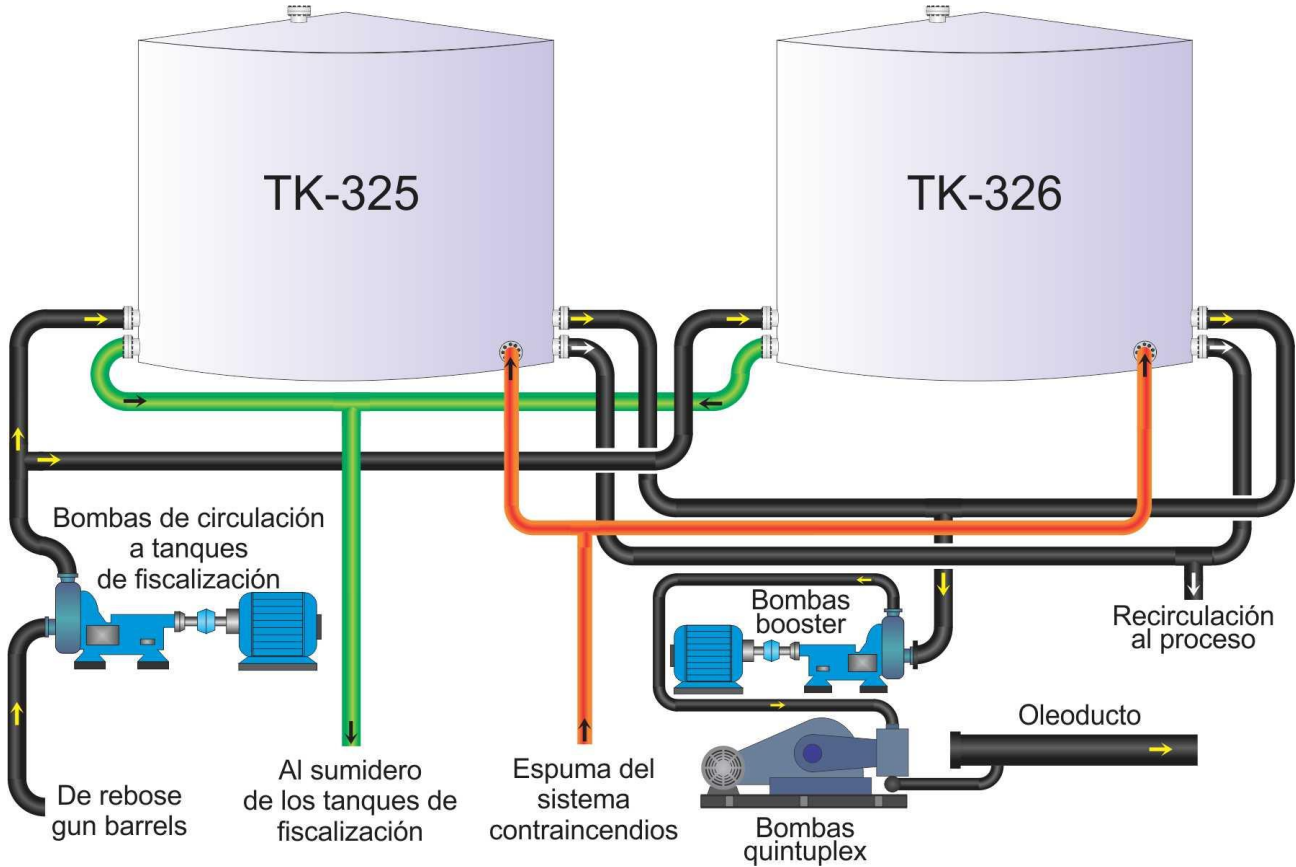 TK-325
TK-326
Bombas de circulación
a tanques
de fiscalización
Bombas
booster
Recirculación
al proceso
Oleoducto
De rebose
gun barrels
Al sumidero
de los tanques de
fiscalización
Espuma del
sistema
contraincendios
Bombas
quintuplex